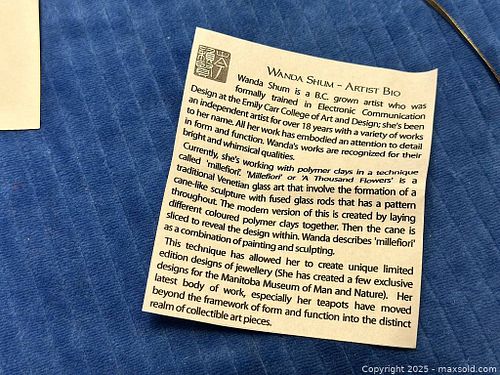 WANDA SHUM – ARTIST BIO
Wanda Shum is a B.C. grown artist who was
formally trained in Electronic Communication
Design at the Emily Carr College of Art and Design; she's been
an independent artist for over 18 years with a variety of works
to her name. All her work has embodied an attention to detail
in form and function. Wanda's works are recognized for their
bright and whimsical qualities.
Currently, she's working with polymer clays in a technique
called 'millefiori'. 'Millefiori' or 'A Thousand Flowers' is a
traditional Venetian glass art that involve the formation of a
cane-like sculpture with fused glass rods that has a pattern
throughout. The modern version of this is created by laying
different coloured polymer clays together. Then the cane is
sliced to reveal the design within. Wanda describes 'millefiori'
as a combination of painting and sculpting.
This technique has allowed her to create unique limited
edition designs of jewellery (She has created a few exclusive
designs for the Manitoba Museum of Man and Nature). Her
latest body of work, especially her teapots have moved
beyond the framework of form and function into the distinct
realm of collectible art pieces.
Copyright 2025 - maxsold.com